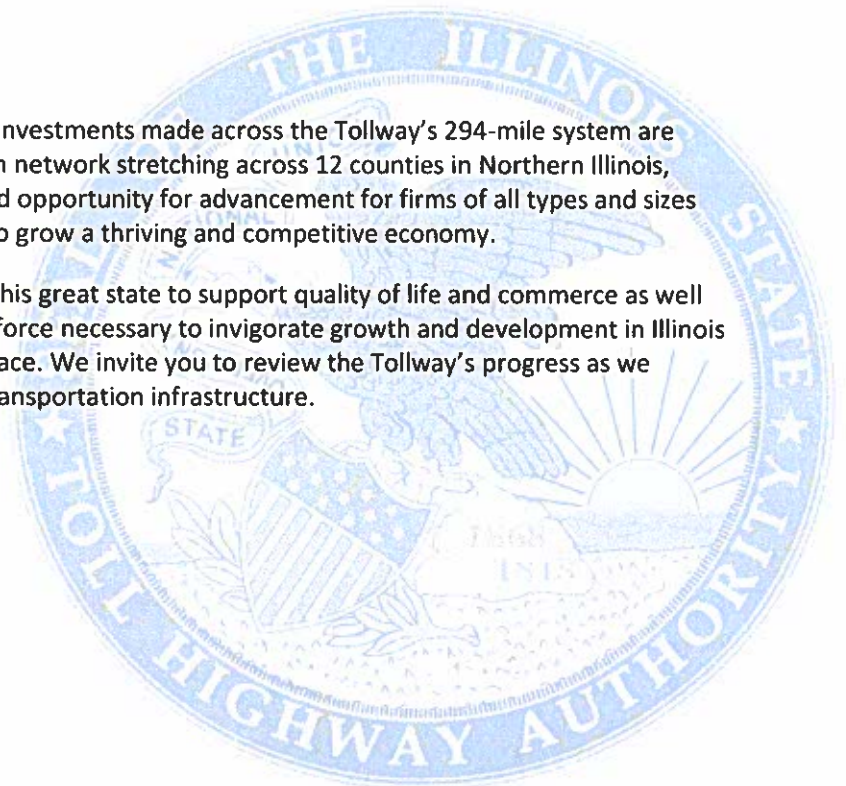 investments made across the Tollway's 294-mile system are
n network stretching across 12 counties in Northern Illinois,
d opportunity for advancement for firms of all types and sizes
o grow a thriving and competitive economy.
his great state to support quality of life and commerce as well
force necessary to invigorate growth and development in Illinois
ace. We invite you to review the Tollway's progress as we
ansportation infrastructure.
THE ILLINOIS STATE
TOLL HIGHWAY AUTHORITY
STATE
1868
1818